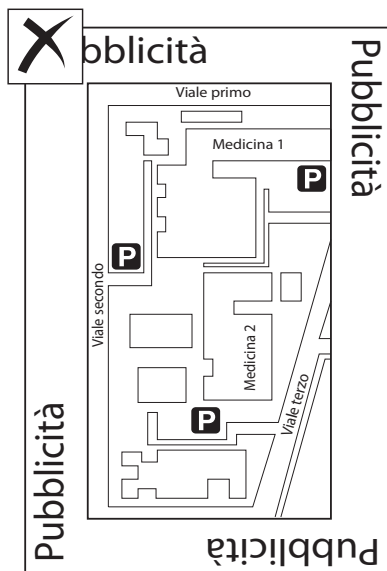 bblicità
Pubblicità
Viale primo
Medicina 1
P
P
Viale secondo
Medicina 2
P
Viale terzo
Pubblicità
Pubblicità